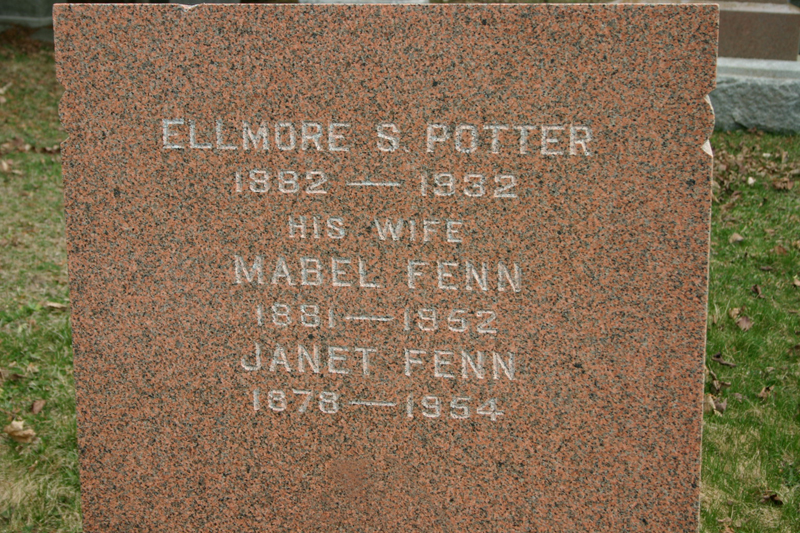 ELLMORE S. POTTER
1882 — 1932
HIS WIFE
MABEL FENN
1881 — 1952
JANET FENN
1878 — 1954